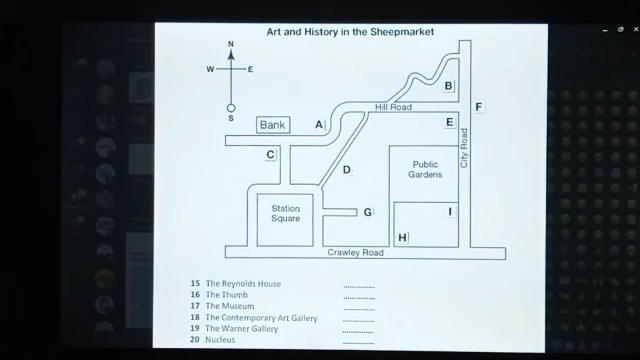 Art and History in the Sheepmarket
N
W E
S
B
Hill Road
F
Bank
A
E
City Road
C
Public
Gardens
D
Station
Square
G
I
H
Crawley Road
15 The Reynolds House ..............
16 The Thumb ..............
17 The Museum ..............
18 The Contemporary Art Gallery ..............
19 The Warner Gallery ..............
20 Nucleus ..............